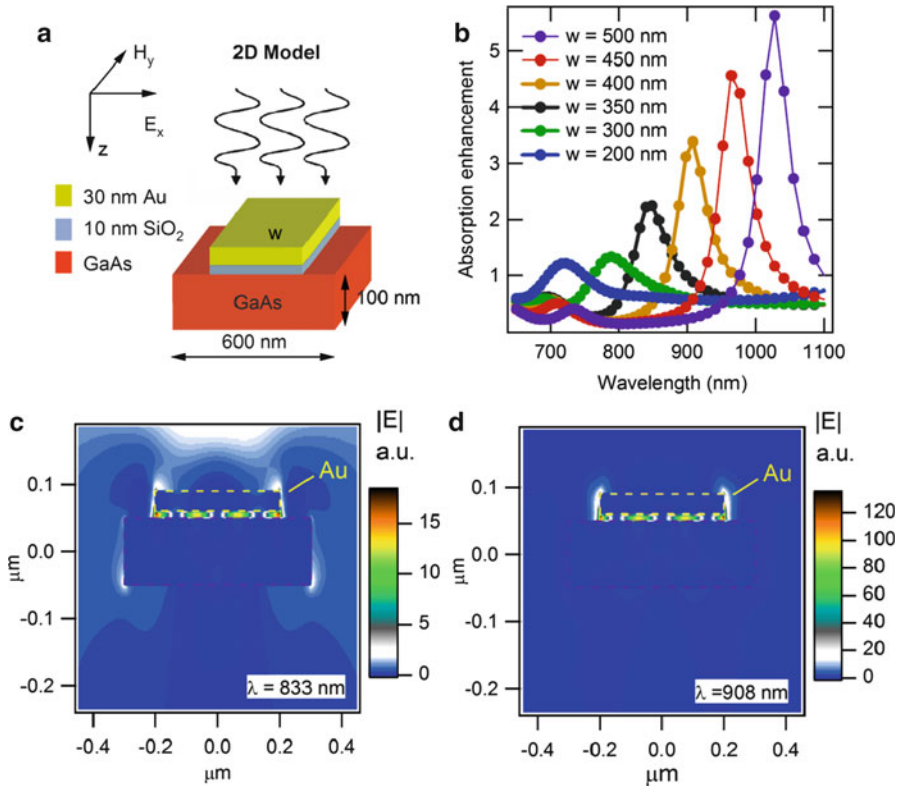 a
2D Model
H_y
E_x
z
30 nm Au
10 nm SiO₂
GaAs
w
GaAs
100 nm
600 nm
b
w = 500 nm
w = 450 nm
w = 400 nm
w = 350 nm
w = 300 nm
w = 200 nm
Absorption enhancement
5
4
3
2
1
700 800 900 1000 1100
Wavelength (nm)
c
|E|
a.u.
Au
15
10
5
0
0.1
0.0
-0.1
-0.2
μm
λ = 833 nm
-0.4 -0.2 0.0 0.2 0.4
μm
d
|E|
a.u.
Au
120
100
80
60
40
20
0
0.1
0.0
-0.1
-0.2
μm
λ =908 nm
-0.4 -0.2 0.0 0.2 0.4
μm